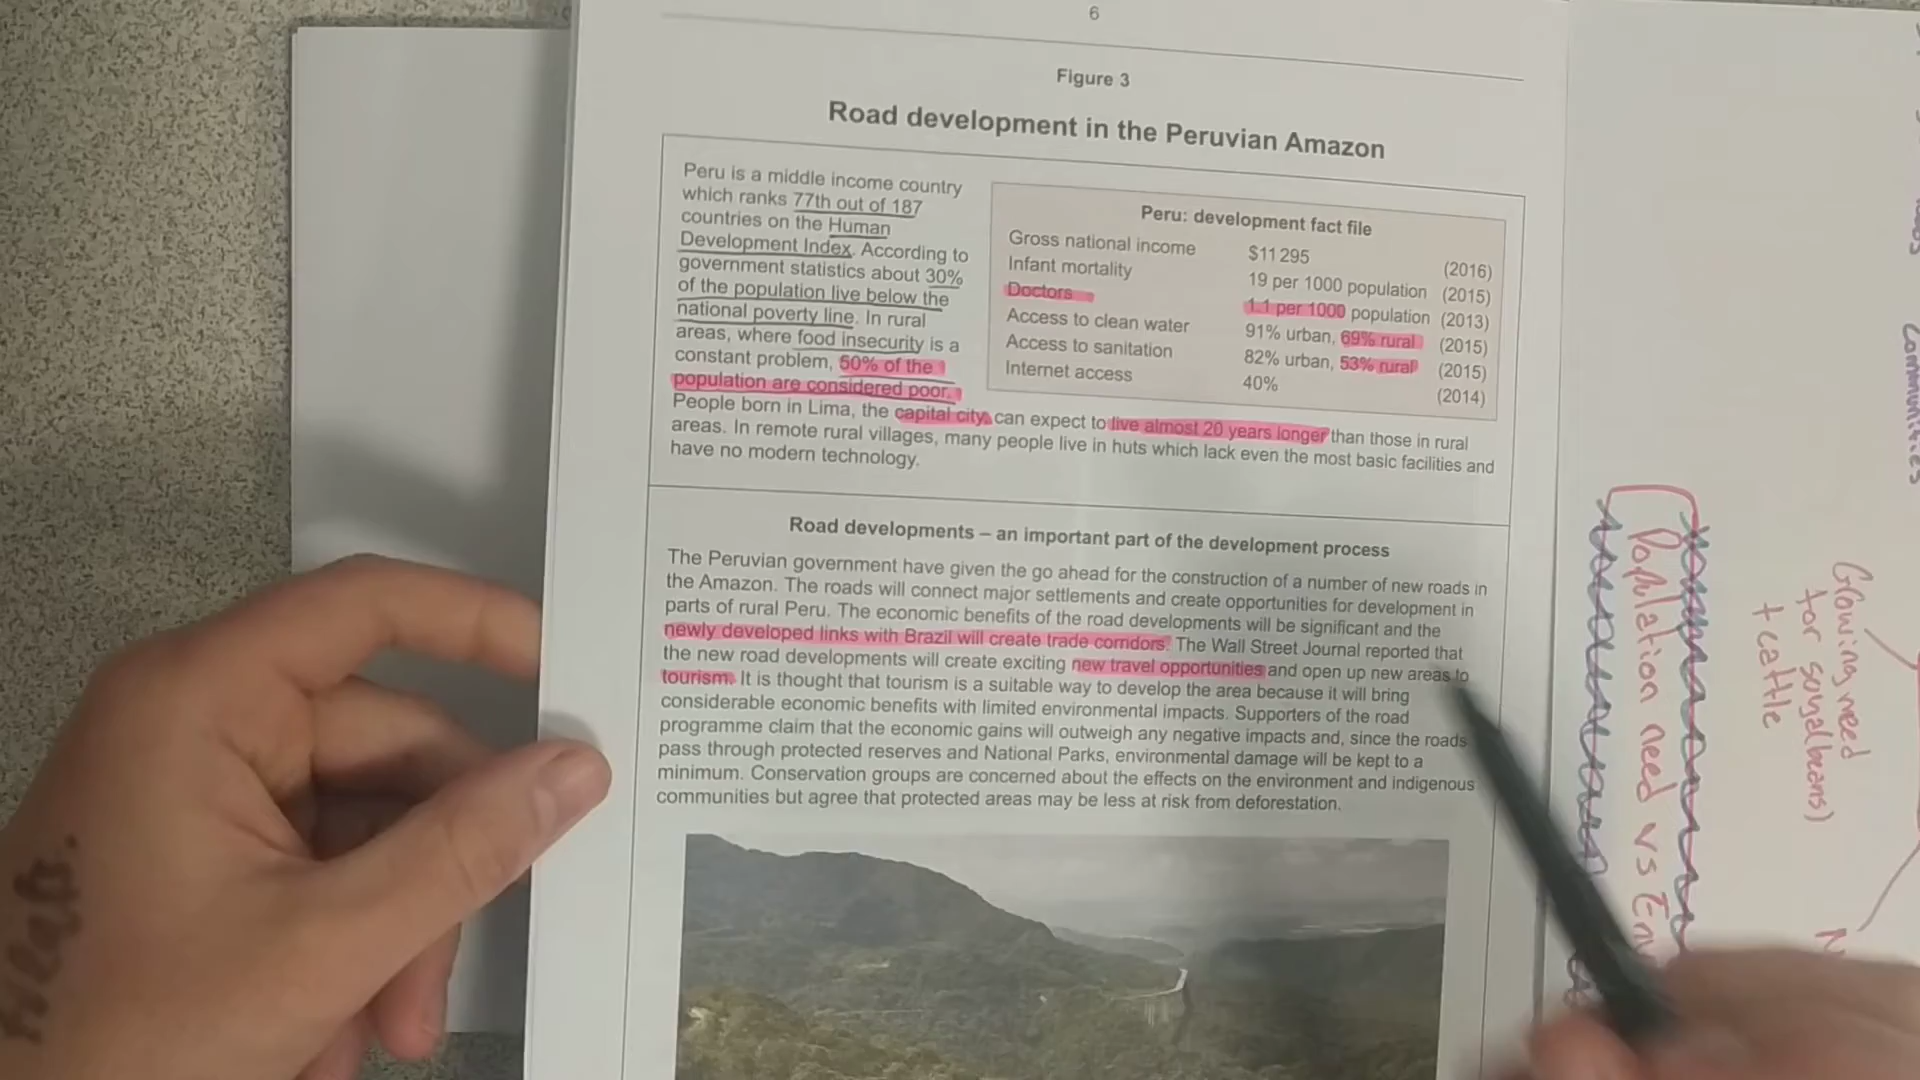 6
Figure 3
Road development in the Peruvian Amazon
Peru is a middle income country
which ranks 77th out of 187
countries on the Human
Development Index. According to
government statistics about 30%
of the population live below the
national poverty line. In rural
areas, where food insecurity is a
constant problem, 50% of the
population are considered poor.
People born in Lima, the capital city, can expect to live almost 20 years longer than those in rural
areas. In remote rural villages, many people live in huts which lack even the most basic facilities and
have no modern technology.
Peru: development fact file
Gross national income $11 295 (2016)
Infant mortality 19 per 1000 population (2015)
Doctors 1.1 per 1000 population (2013)
Access to clean water 91% urban, 69% rural (2015)
Access to sanitation 82% urban, 53% rural (2015)
Internet access 40% (2014)
Road developments – an important part of the development process
The Peruvian government have given the go ahead for the construction of a number of new roads in
the Amazon. The roads will connect major settlements and create opportunities for development in
parts of rural Peru. The economic benefits of the road developments will be significant and the
newly developed links with Brazil will create trade corridors. The Wall Street Journal reported that
the new road developments will create exciting new travel opportunities and open up new areas to
tourism. It is thought that tourism is a suitable way to develop the area because it will bring
considerable economic benefits with limited environmental impacts. Supporters of the road
programme claim that the economic gains will outweigh any negative impacts and, since the roads
pass through protected reserves and National Parks, environmental damage will be kept to a
minimum. Conservation groups are concerned about the effects on the environment and indigenous
communities but agree that protected areas may be less at risk from deforestation.
communities
Growing need
for soya(beans)
+ cattle
Population need vs Env